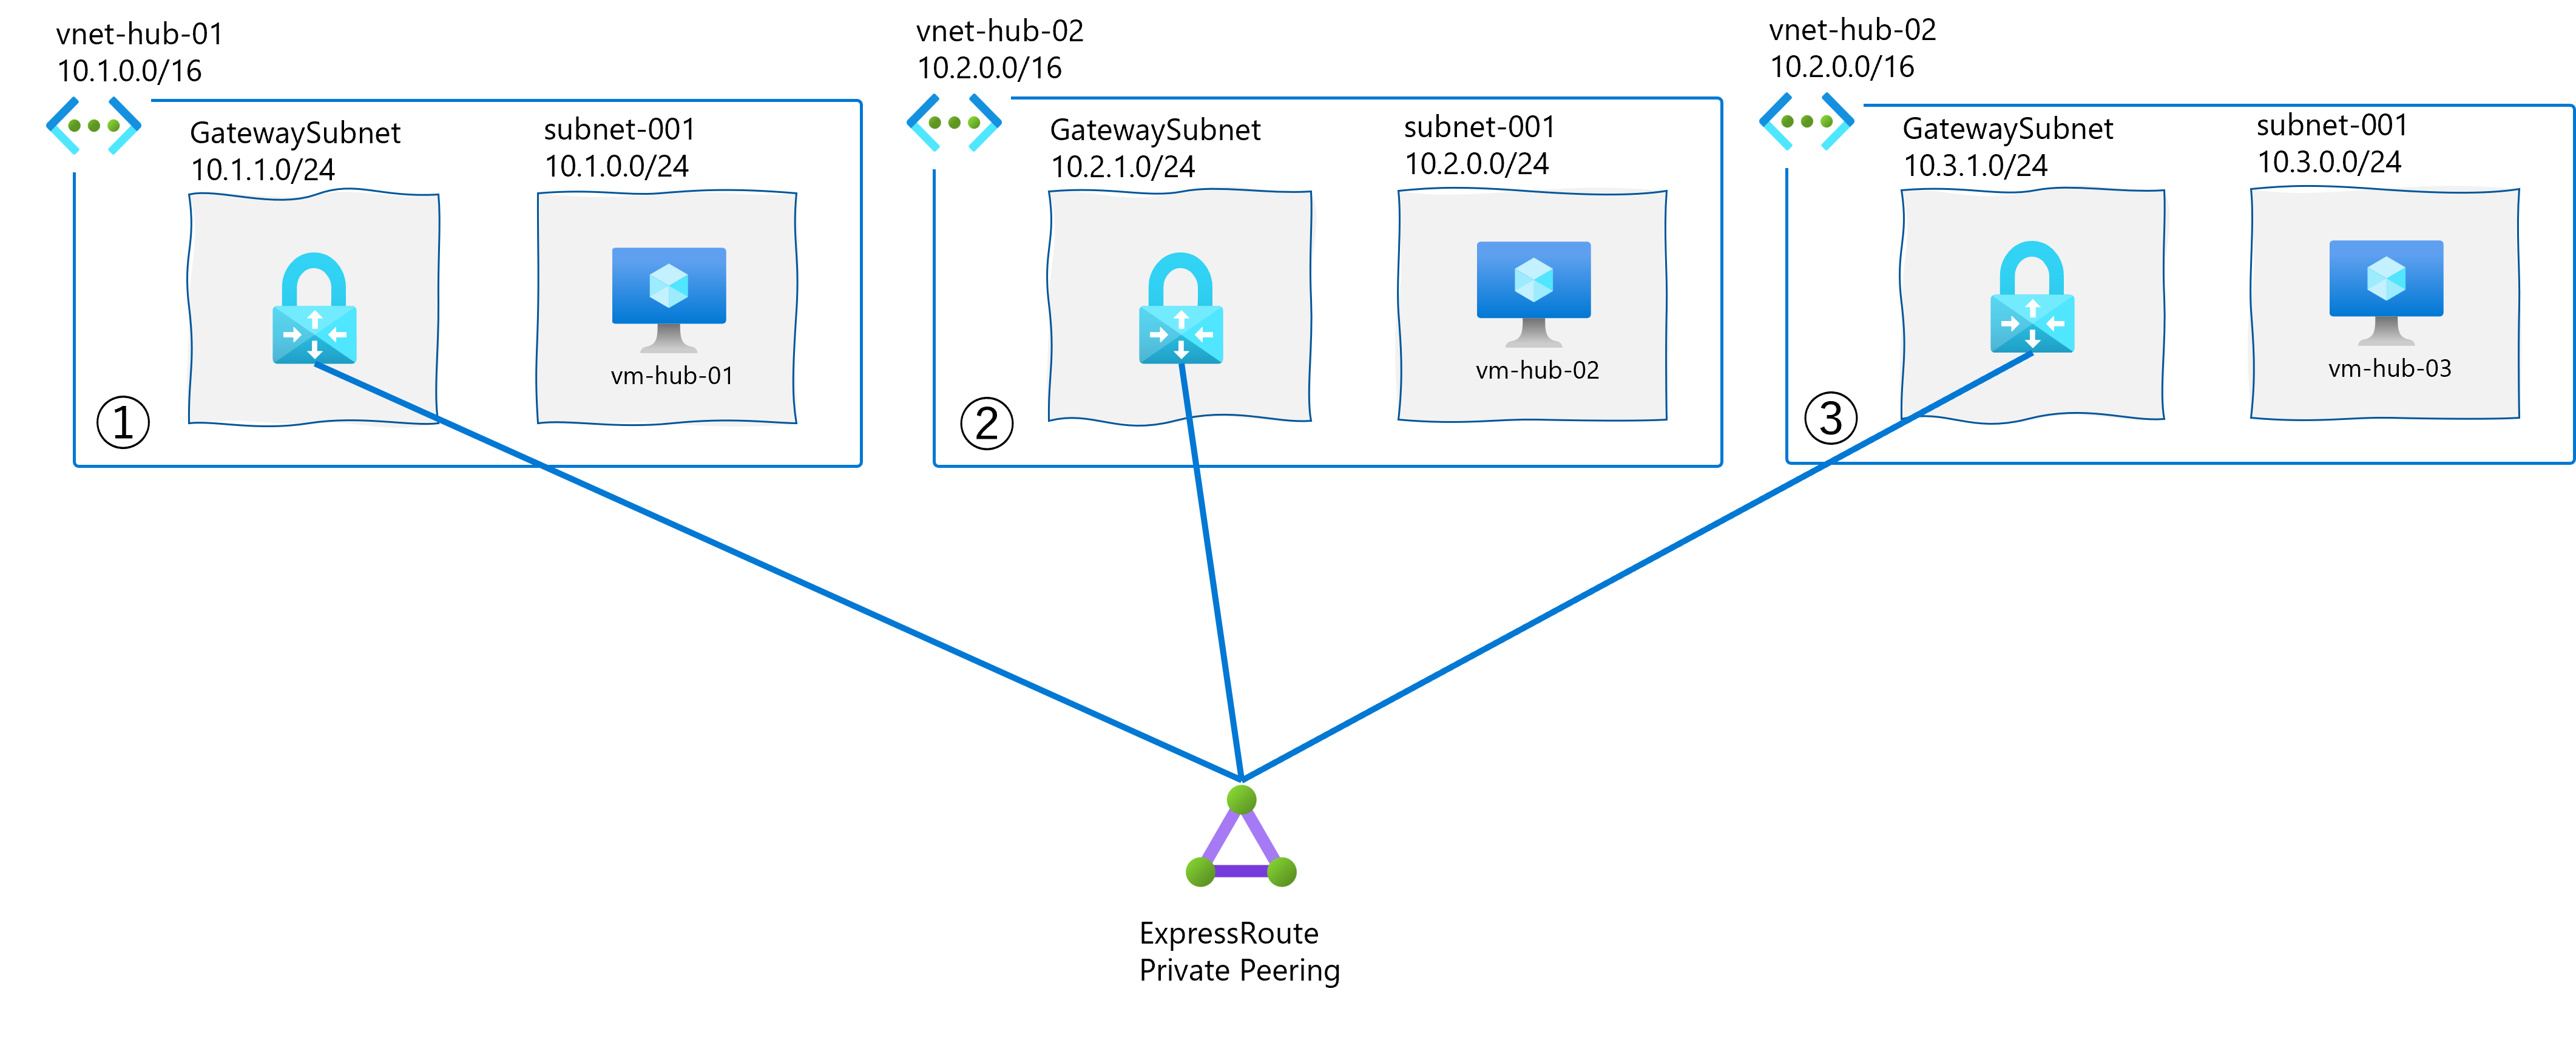 vnet-hub-01
10.1.0.0/16
GatewaySubnet
10.1.1.0/24
subnet-001
10.1.0.0/24
vm-hub-01
①
vnet-hub-02
10.2.0.0/16
GatewaySubnet
10.2.1.0/24
subnet-001
10.2.0.0/24
vm-hub-02
②
vnet-hub-02
10.2.0.0/16
GatewaySubnet
10.3.1.0/24
subnet-001
10.3.0.0/24
vm-hub-03
③
ExpressRoute
Private Peering